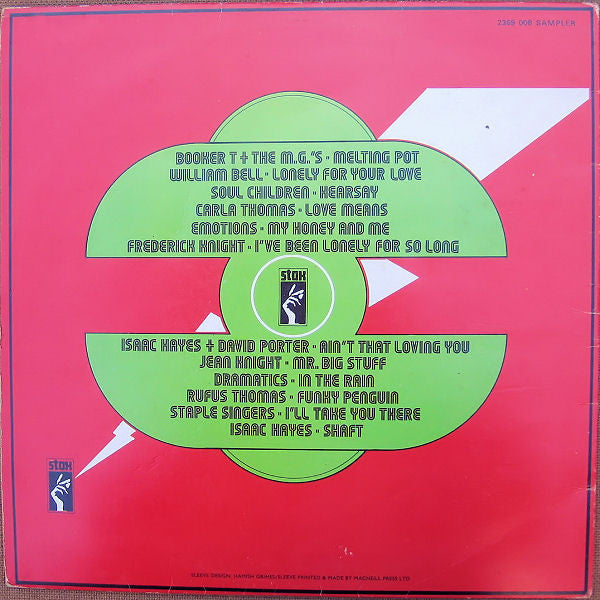 2369 008 SAMPLER
BOOKER T + THE M.G.'S · MELTING POT
WILLIAM BELL · LONELY FOR YOUR LOVE
SOUL CHILDREN · HEARSAY
CARLA THOMAS · LOVE MEANS
EMOTIONS · MY HONEY AND ME
FREDERICK KNIGHT · I'VE BEEN LONELY FOR SO LONG
stax
ISAAC HAYES + DAVID PORTER · AIN'T THAT LOVING YOU
JEAN KNIGHT · MR. BIG STUFF
DRAMATICS · IN THE RAIN
RUFUS THOMAS · FUNKY PENGUIN
STAPLE SINGERS · I'LL TAKE YOU THERE
ISAAC HAYES · SHAFT
stax
SLEEVE DESIGN, HAMISH GRIMES/SLEEVE PRINTED & MADE BY MACNEILL PRESS LTD